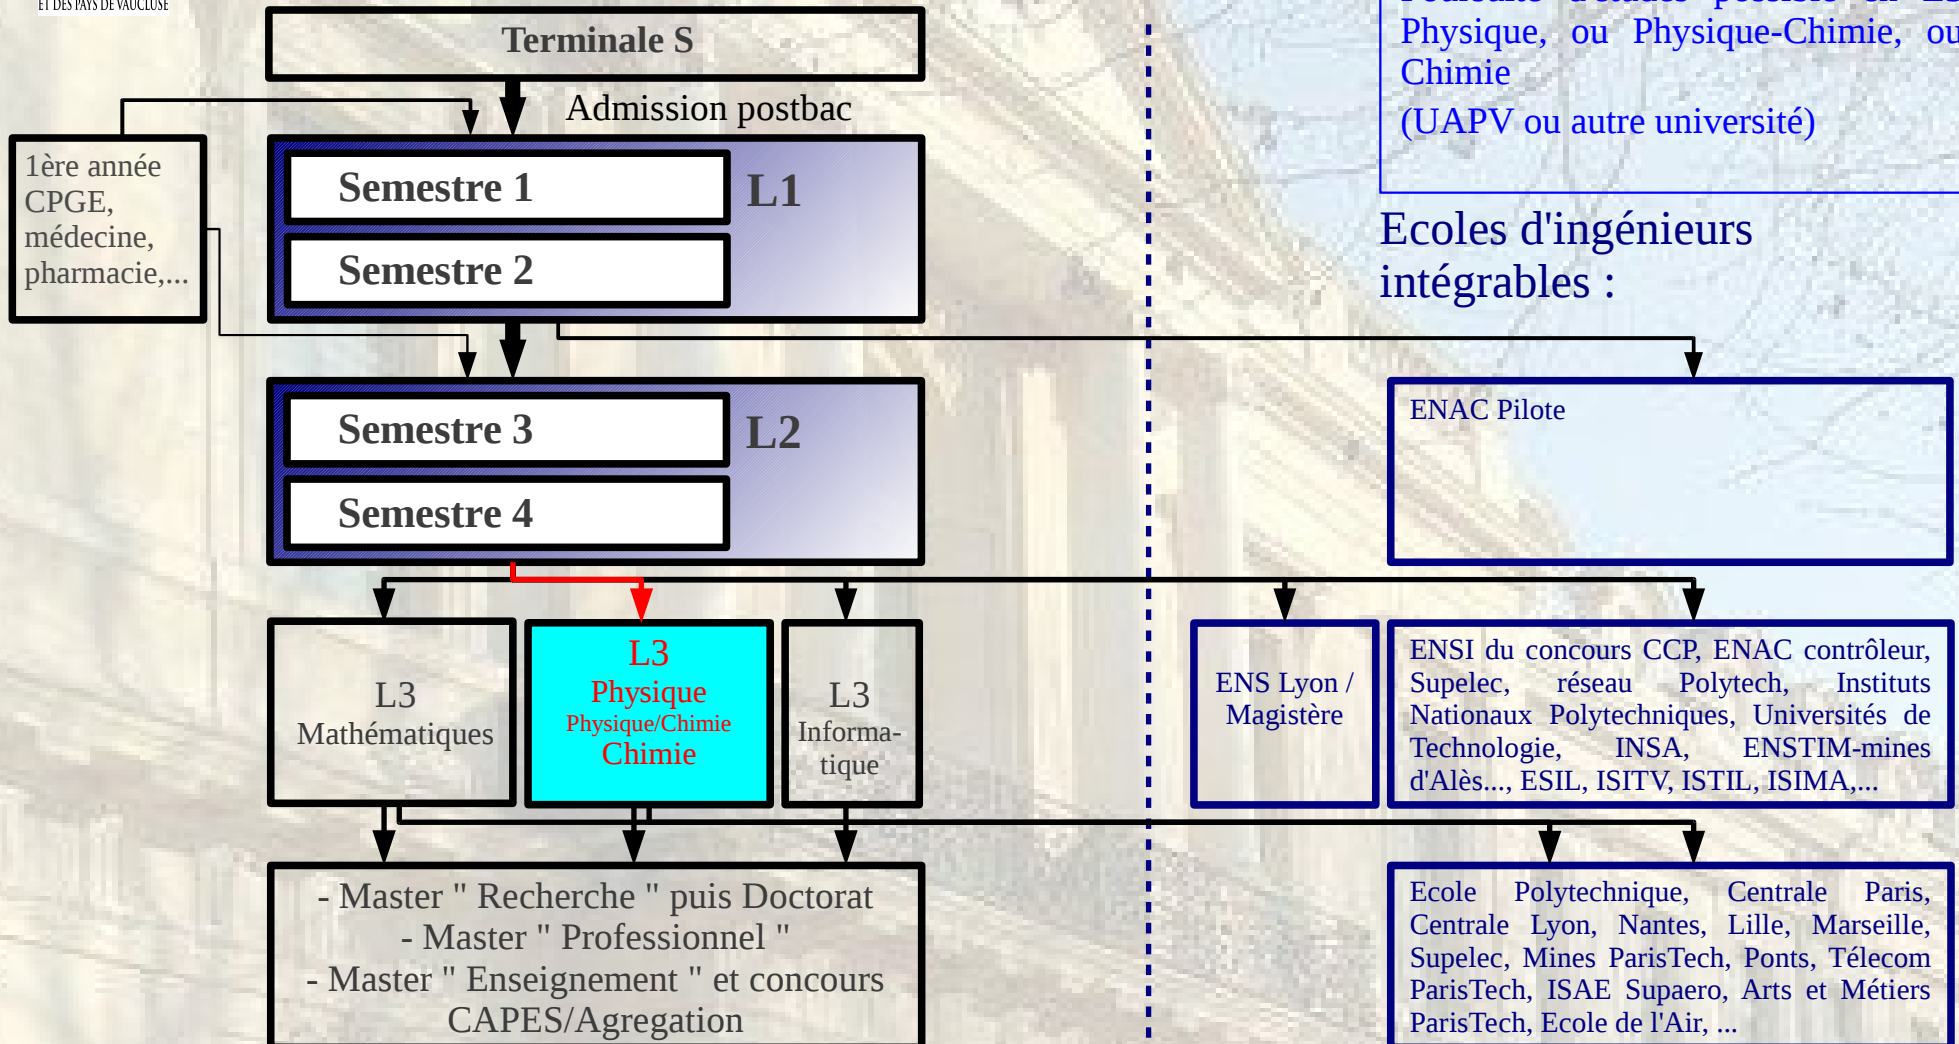 ET DES PAYS DE VAUCLUSE
Terminale S
Admission postbac
1ère année
CPGE,
médecine,
pharmacie,...
Semestre 1
L1
Semestre 2
Semestre 3
L2
Semestre 4
L3
Mathématiques
L3
Physique
Physique/Chimie
Chimie
L3
Informa-
tique
- Master " Recherche " puis Doctorat
- Master " Professionnel "
- Master " Enseignement " et concours
CAPES/Agregation
d'études possible en
Physique, ou Physique-Chimie, ou
Chimie
(UAPV ou autre université)
Ecoles d'ingénieurs
intégrables :
ENAC Pilote
ENS Lyon /
Magistère
ENSI du concours CCP, ENAC contrôleur,
Supelec, réseau Polytech, Instituts
Nationaux Polytechniques, Universités de
Technologie, INSA, ENSTIM-mines
d'Alès..., ESIL, ISITV, ISTIL, ISIMA,...
Ecole Polytechnique, Centrale Paris,
Centrale Lyon, Nantes, Lille, Marseille,
Supelec, Mines ParisTech, Ponts, Télecom
ParisTech, ISAE Supaero, Arts et Métiers
ParisTech, Ecole de l'Air, ...